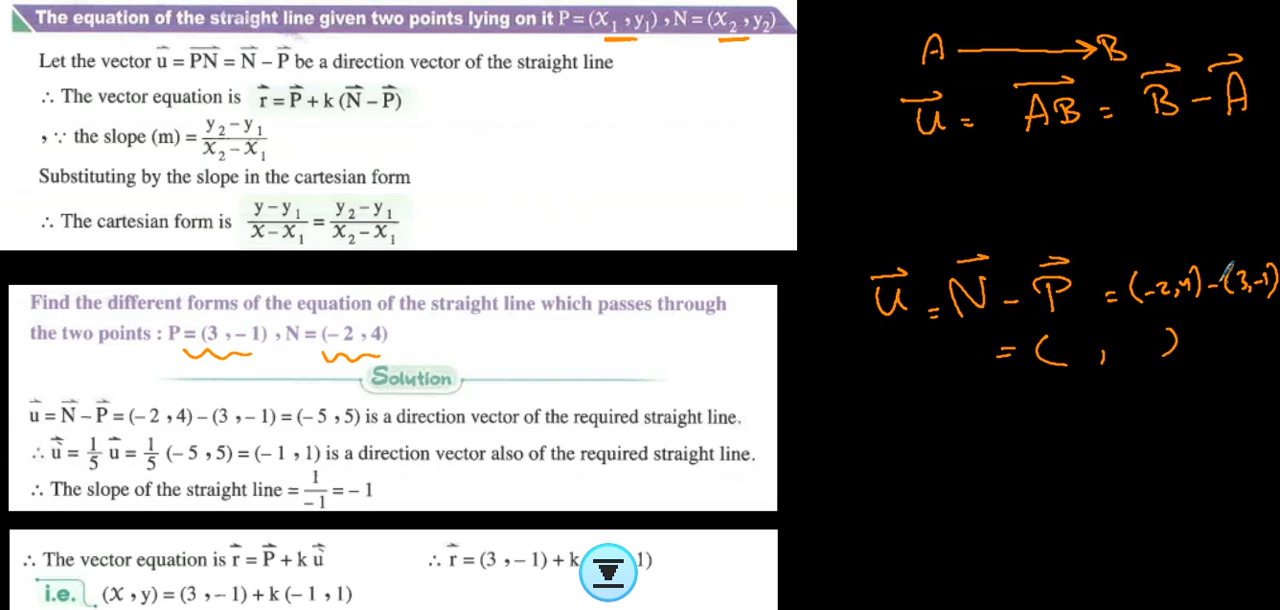 The equation of the straight line given two points lying on it P = (x₁ , y₁) , N = (x₂ , y₂)
Let the vector u⃗ = PN⃗ = N⃗ – P⃗ be a direction vector of the straight line
∴ The vector equation is r⃗ = P⃗ + k (N⃗ – P⃗)
, ∵ the slope (m) = (y₂ – y₁)/(x₂ – x₁)
Substituting by the slope in the cartesian form
∴ The cartesian form is (y – y₁)/(x – x₁) = (y₂ – y₁)/(x₂ – x₁)
Find the different forms of the equation of the straight line which passes through
the two points : P = (3 , – 1) , N = (– 2 , 4)
Solution
u⃗ = N⃗ – P⃗ = (– 2 , 4) – (3 , – 1) = (– 5 , 5) is a direction vector of the required straight line.
∴ u⃗̀ = 1/5 u⃗ = 1/5 (– 5 , 5) = (– 1 , 1) is a direction vector also of the required straight line.
∴ The slope of the straight line = 1/–1 = – 1
∴ The vector equation is r⃗ = P⃗ + k u⃗̀
∴ r⃗ = (3 , – 1) + k 1)
i.e. (x , y) = (3 , – 1) + k (– 1 , 1)
A → B
u⃗ = AB⃗ = B⃗ – A⃗
u⃗ = N⃗ – P⃗ = (-2,4) – (3,-1)
= ( , )